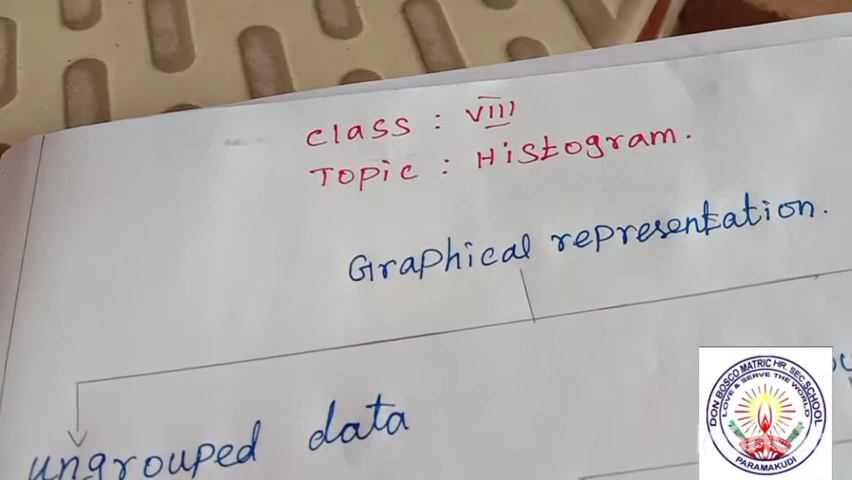 Class : VIII
Topic : Histogram.
Graphical representation.
ungrouped data
DON BOSCO MATRIC HR. SEC. SCHOOL
LOVE & SERVE THE WORLD
PARAMAKUDI